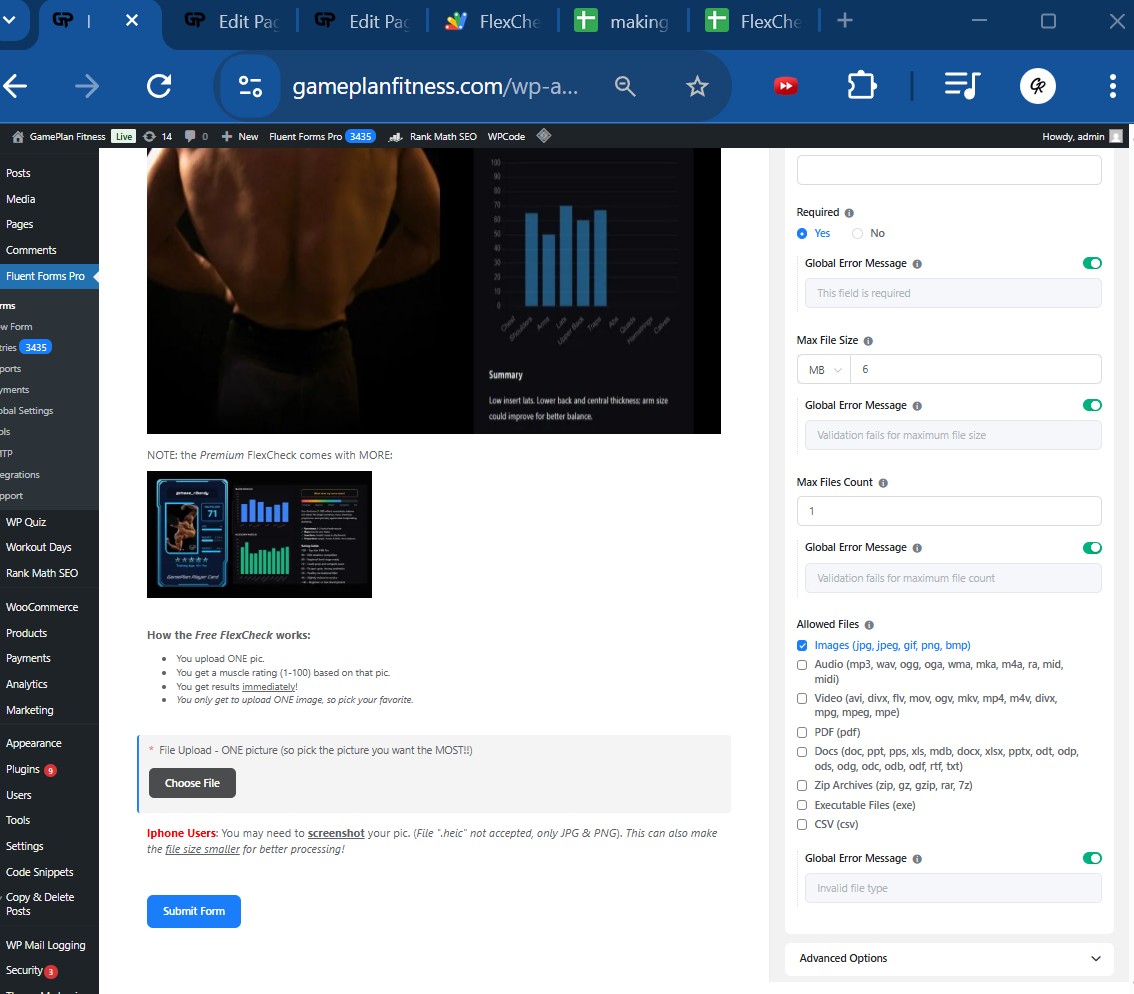 Edit Pag
Edit Pag
FlexChe
making
FlexChe
gameplanfitness.com/wp-a...
GamePlan Fitness Live 14 0 New Fluent Forms Pro 3435 Rank Math SEO WPCode Howdy, admin
Posts
Media
Pages
Comments
Fluent Forms Pro
rms
w Form
tries 3435
ports
yments
obal Settings
ols
MTP
tegrations
pport
WP Quiz
Workout Days
Rank Math SEO
WooCommerce
Products
Payments
Analytics
Marketing
Appearance
Plugins 9
Users
Tools
Settings
Code Snippets
Copy & Delete
Posts
WP Mail Logging
Security 3
100
90
80
70
60
50
40
30
20
10
0
Chest
Shoulders
Arms
Lats
Upper Back
Traps
Abs
Quads
Hamstrings
Calves
Summary
Low insert lats. Lower back and central thickness; arm size
could improve for better balance.
NOTE: the Premium FlexCheck comes with MORE:
71
GamePlan Player Card
How the Free FlexCheck works:
You upload ONE pic.
You get a muscle rating (1-100) based on that pic.
You get results immediately!
You only get to upload ONE image, so pick your favorite.
* File Upload - ONE picture (so pick the picture you want the MOST!!)
Choose File
Iphone Users: You may need to screenshot your pic. (File ".heic" not accepted, only JPG & PNG). This can also make
the file size smaller for better processing!
Submit Form
Required
Yes No
Global Error Message
This field is required
Max File Size
MB 6
Global Error Message
Validation fails for maximum file size
Max Files Count
1
Global Error Message
Validation fails for maximum file count
Allowed Files
Images (jpg, jpeg, gif, png, bmp)
Audio (mp3, wav, ogg, oga, wma, mka, m4a, ra, mid,
midi)
Video (avi, divx, flv, mov, ogv, mkv, mp4, m4v, divx,
mpg, mpeg, mpe)
PDF (pdf)
Docs (doc, ppt, pps, xls, mdb, docx, xlsx, pptx, odt, odp,
ods, odg, odc, odb, odf, rtf, txt)
Zip Archives (zip, gz, gzip, rar, 7z)
Executable Files (exe)
CSV (csv)
Global Error Message
Invalid file type
Advanced Options